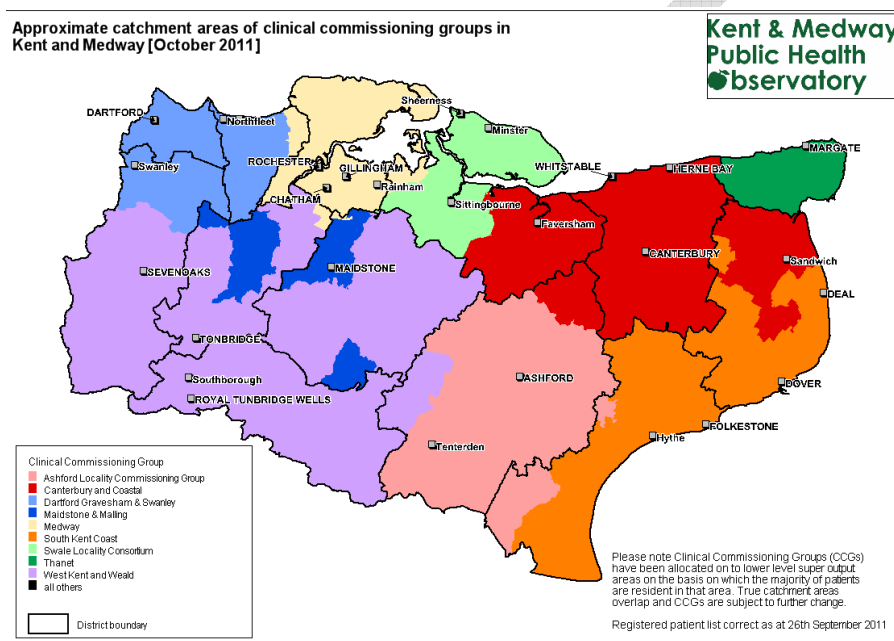 Approximate catchment areas of clinical commissioning groups in
Kent and Medway [October 2011]
Kent & Medway
Public Health
Observatory
Sheerness
DARTFORD
Northfleet
Minster
MARGATE
Swanley
ROCHESTER
GILLINGHAM
WHITSTABLE
HERNE BAY
CHATHAM
Rainham
Sittingbourne
Faversham
SEVENOAKS
MAIDSTONE
CANTERBURY
Sandwich
DEAL
TONBRIDGE
Southborough
ASHFORD
DOVER
ROYAL TUNBRIDGE WELLS
FOLKESTONE
Hythe
Tenterden
Clinical Commissioning Group
Ashford Locality Commissioning Group
Canterbury and Coastal
Dartford Gravesham & Swanley
Maidstone & Malling
Medway
South Kent Coast
Swale Locality Consortium
Thanet
West Kent and Weald
all others
District boundary
Please note Clinical Commissioning Groups (CCGs)
have been allocated on to lower level super output
areas on the basis on which the majority of patients
are resident in that area. True catchment areas
overlap and CCGs are subject to further change.
Registered patient list correct as at 26th September 2011